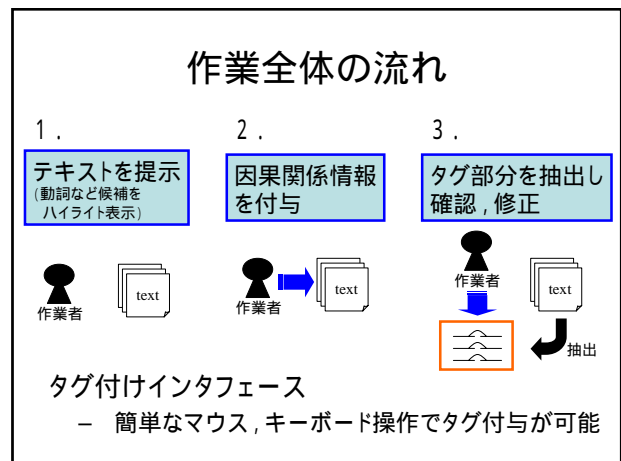 作業全体の流れ
1.
テキストを提示
(動詞など候補を
ハイライト表示)
作業者
text
2.
因果関係情報
を付与
作業者
text
3.
タグ部分を抽出し
確認,修正
作業者
text
抽出
タグ付けインタフェース
– 簡単なマウス,キーボード操作でタグ付与が可能